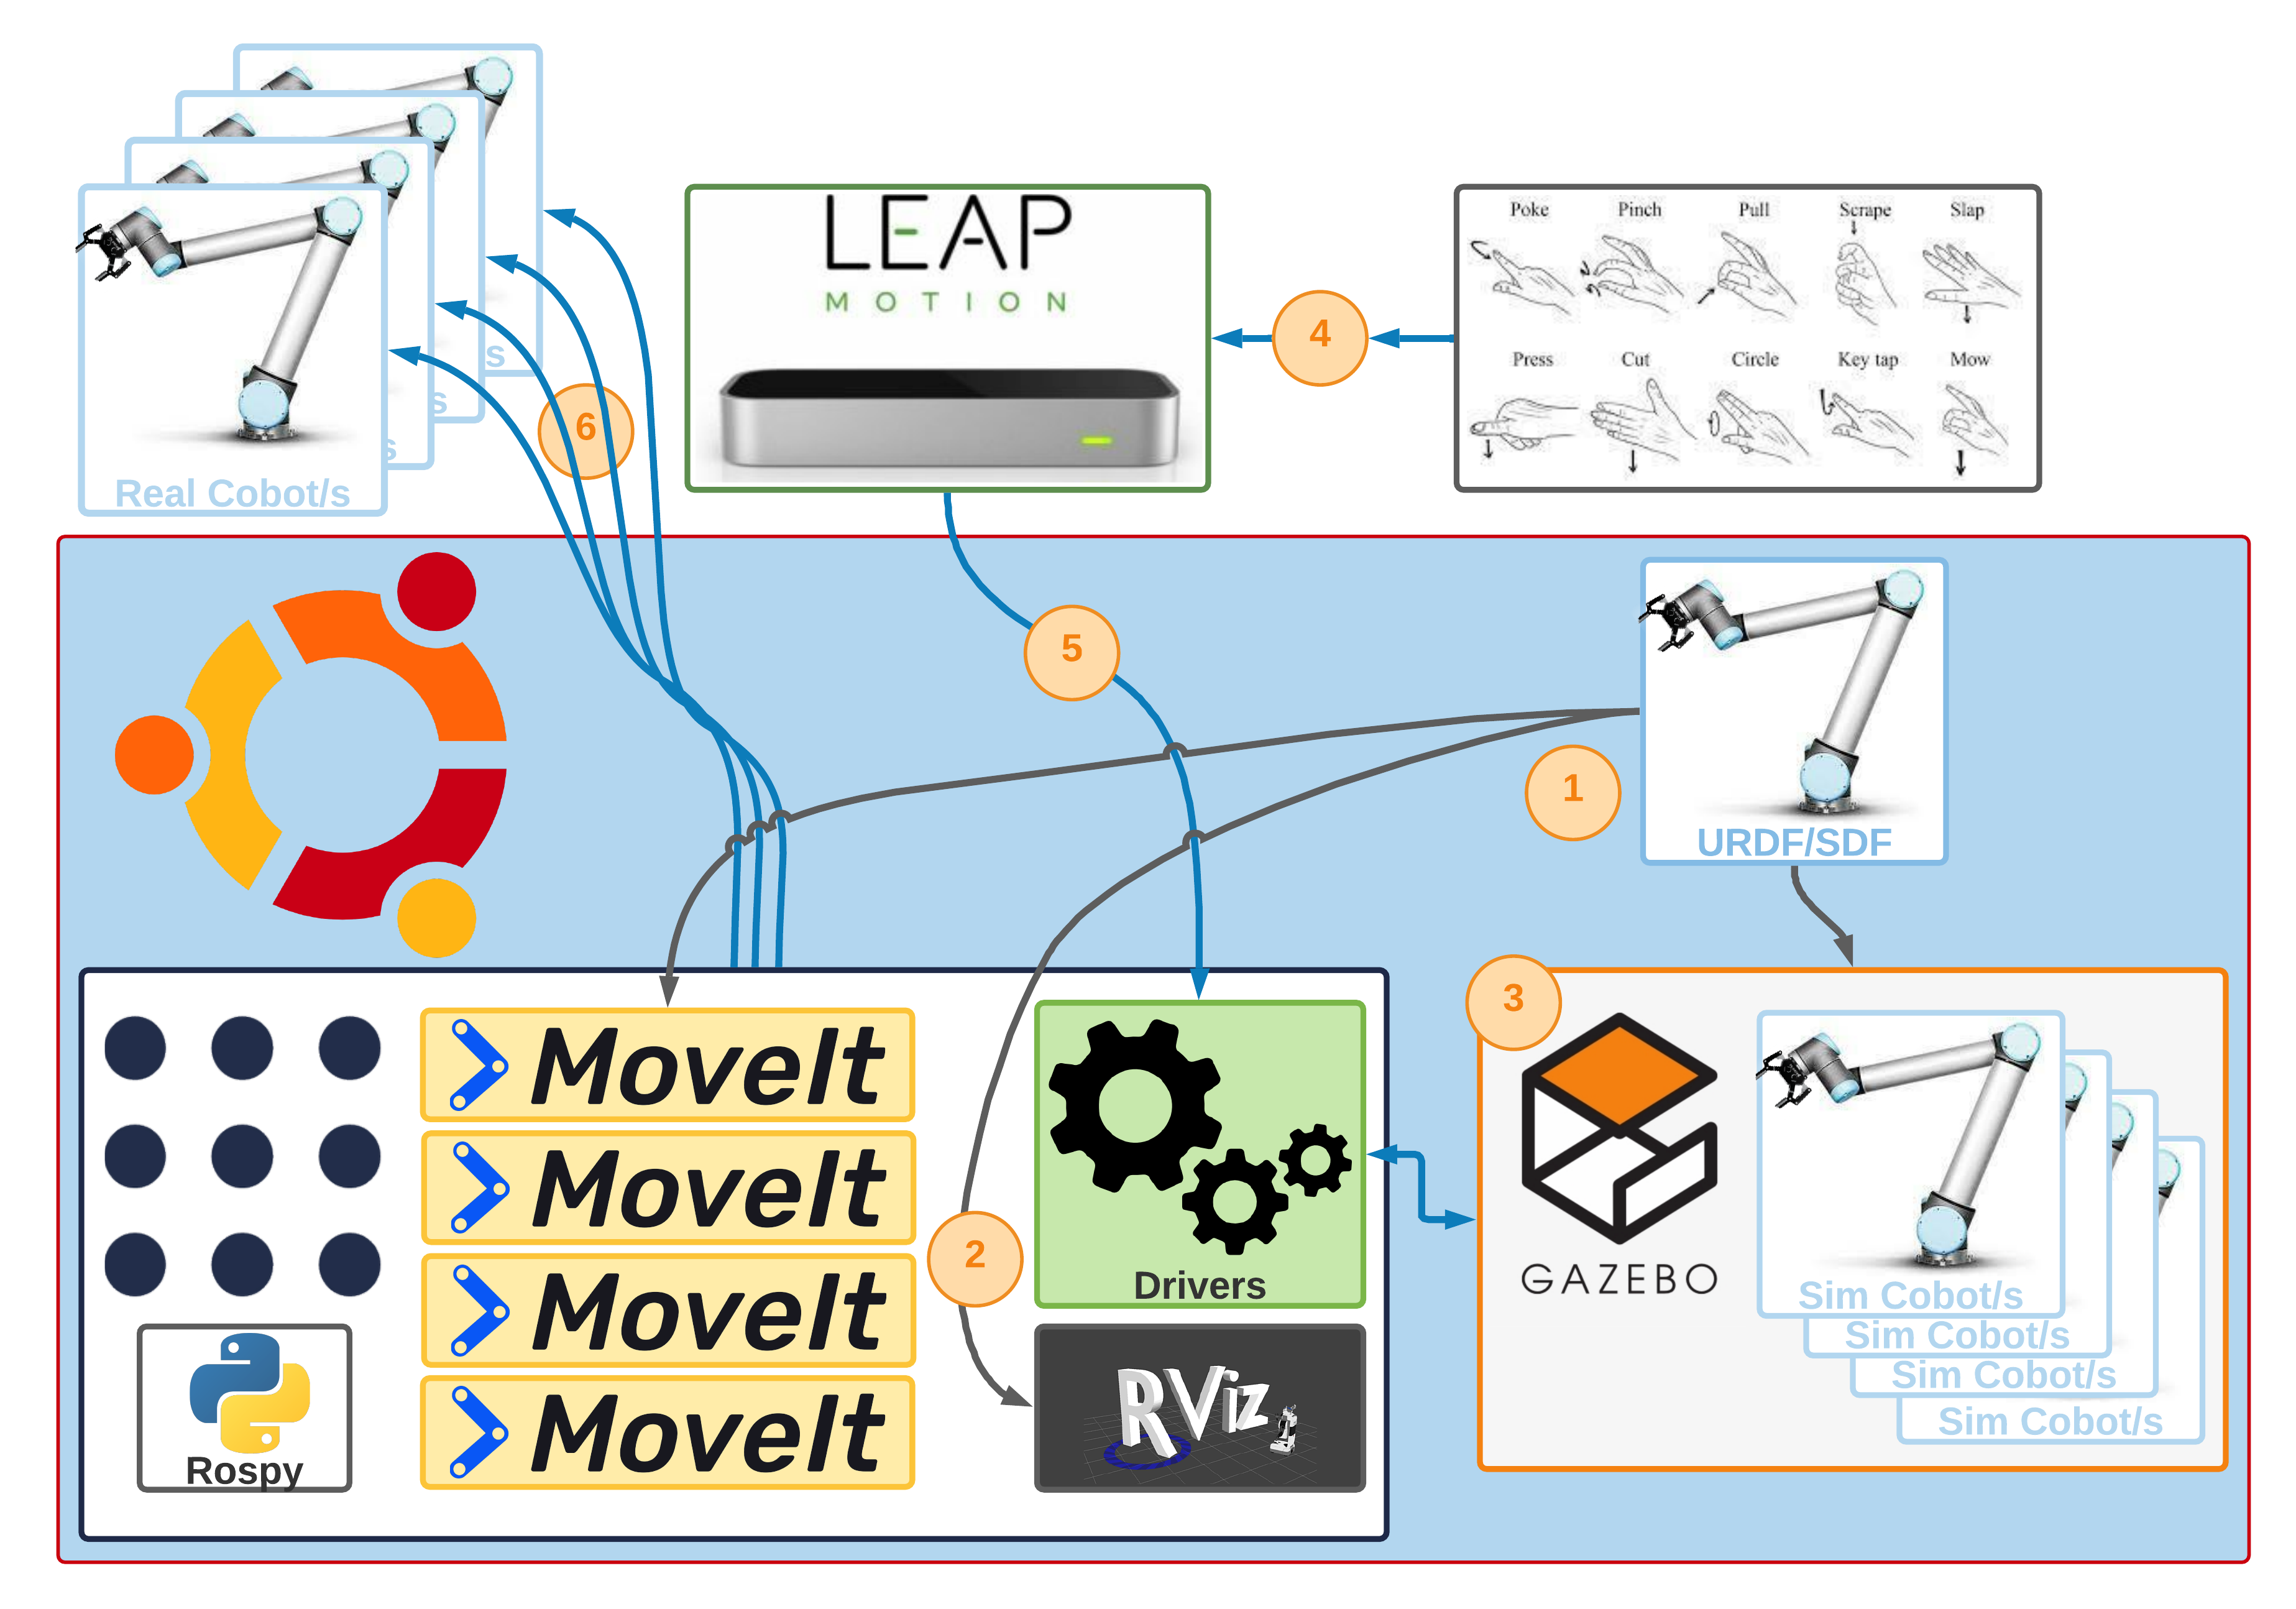 LEAP
MOTION
Poke Pinch Pull Scrape Slap
Press Cut Circle Key tap Mow
4
6
s
s
s
Real Cobot/s
5
1
URDF/SDF
3
MoveIt
MoveIt
MoveIt
MoveIt
2
Drivers
RViz
Rospy
GAZEBO
Sim Cobot/s
Sim Cobot/s
Sim Cobot/s
Sim Cobot/s